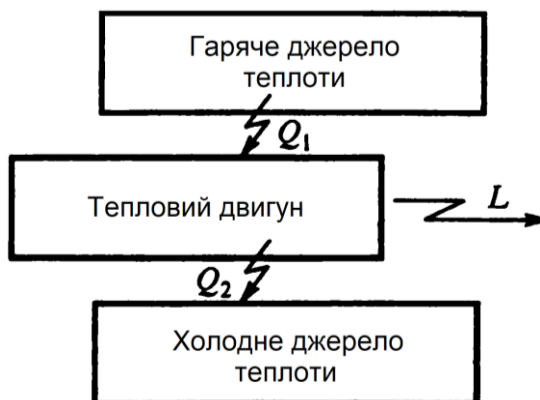 Гаряче джерело
теплоти
Q1
Тепловий двигун
L
Q2
Холодне джерело
теплоти